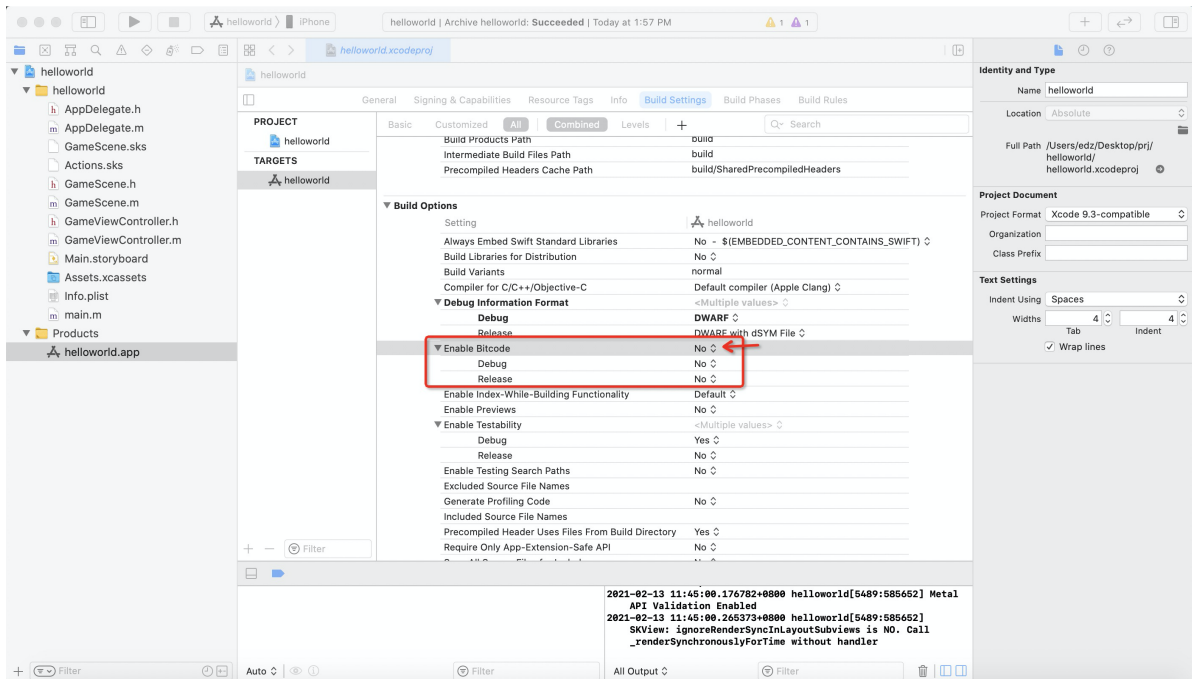 helloworld 〉 iPhone
helloworld | Archive helloworld: Succeeded | Today at 1:57 PM
1 1
helloworld.xcodeproj
helloworld
helloworld
AppDelegate.h
AppDelegate.m
GameScene.sks
Actions.sks
GameScene.h
GameScene.m
GameViewController.h
GameViewController.m
Main.storyboard
Assets.xcassets
Info.plist
main.m
Products
helloworld.app
Filter
helloworld
General Signing & Capabilities Resource Tags Info Build Settings Build Phases Build Rules
PROJECT
helloworld
TARGETS
helloworld
Filter
Basic Customized All Combined Levels + Search
Build Products Path build
Intermediate Build Files Path build
Precompiled Headers Cache Path build/SharedPrecompiledHeaders
Build Options
Setting helloworld
Always Embed Swift Standard Libraries No - $(EMBEDDED_CONTENT_CONTAINS_SWIFT)
Build Libraries for Distribution No
Build Variants normal
Compiler for C/C++/Objective-C Default compiler (Apple Clang)
Debug Information Format <Multiple values>
Debug DWARF
Release DWARF with dSYM File
Enable Bitcode No
Debug No
Release No
Enable Index-While-Building Functionality Default
Enable Previews No
Enable Testability <Multiple values>
Debug Yes
Release No
Enable Testing Search Paths No
Excluded Source File Names
Generate Profiling Code No
Included Source File Names
Precompiled Header Uses Files From Build Directory Yes
Require Only App-Extension-Safe API No
2021-02-13 11:45:00.176782+0800 helloworld[5489:585652] Metal
API Validation Enabled
2021-02-13 11:45:00.265373+0800 helloworld[5489:585652]
SKView: ignoreRenderSyncInLayoutSubviews is NO. Call
_renderSynchronouslyForTime without handler
Auto Filter All Output Filter
Identity and Type
Name helloworld
Location Absolute
Full Path /Users/edz/Desktop/prj/
helloworld/
helloworld.xcodeproj
Project Document
Project Format Xcode 9.3-compatible
Organization
Class Prefix
Text Settings
Indent Using Spaces
Widths 4 4
Tab Indent
Wrap lines